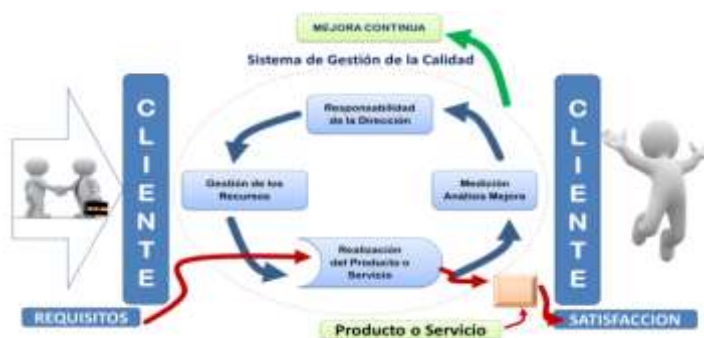 MEJORA CONTINUA
Sistema de Gestión de la Calidad
CLIENTE
Responsabilidad
de la Dirección
CLIENTE
Gestión de los
Recursos
Medición
Análisis Mejora
Realización
del Producto o
Servicio
REQUISITOS
Producto o Servicio
SATISFACCION